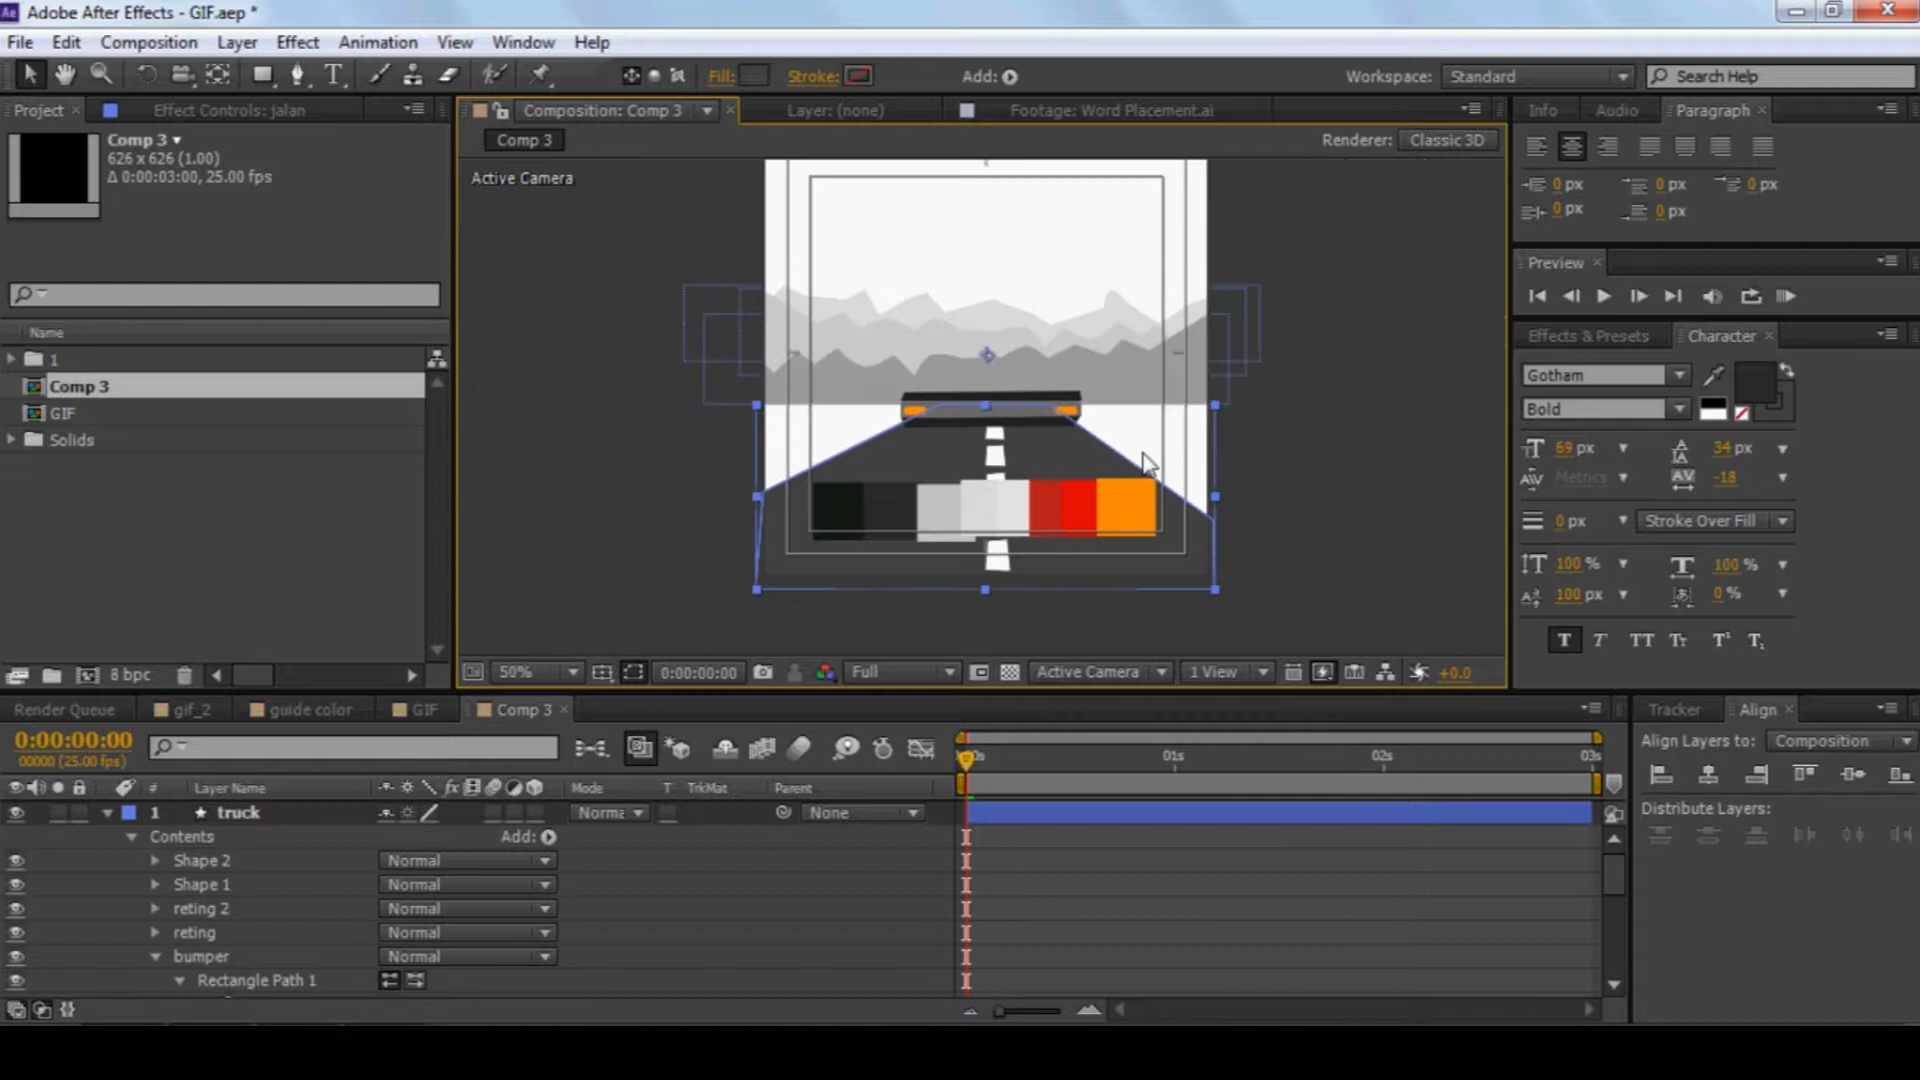 Adobe After Effects - GIF.aep *
File Edit Composition Layer Effect Animation View Window Help
Fill: Stroke: Add: Workspace: Standard Search Help
Project Effect Controls: jalan Composition: Comp 3 Layer: (none) Footage: Word Placement.ai Info Audio Paragraph
Comp 3 Comp 3 Renderer: Classic 3D
626 x 626 (1.00)
Δ 0:00:03:00, 25.00 fps
Active Camera
0 px 0 px 0 px
0 px 0 px
Preview
Name
Effects & Presets Character
1
Comp 3
GIF
Solids
Gotham
Bold
69 px 34 px
Metrics -18
0 px Stroke Over Fill
100 % 100 %
100 px 0 %
T T TT Tr T¹ T,
8 bpc 50% 0:00:00:00 Full Active Camera 1 View +0.0
Render Queue gif_2 guide color GIF Comp 3 Tracker Align
0:00:00:00 Align Layers to: Composition
00000 (25.00 fps) 01s 02s 03s
# Layer Name fx Mode T TrkMat Parent
Distribute Layers:
1 truck Norma None
Contents Add:
Shape 2 Normal
Shape 1 Normal
reting 2 Normal
reting Normal
bumper Normal
Rectangle Path 1